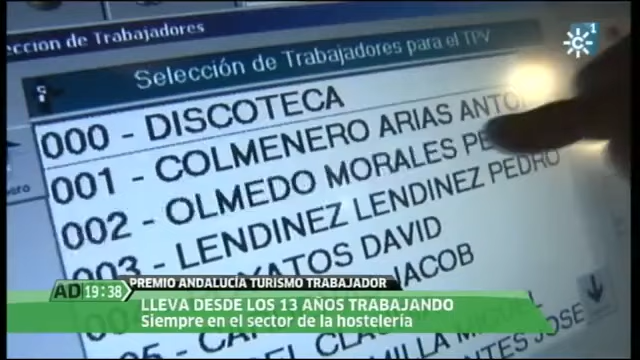 eccion de Trabajadores
Selección de Trabajadores para el TPV
000 - DISCOTECA
001 - COLMENERO ARIAS ANTO
002 - OLMEDO MORALES PE
003 - LENDINEZ LENDINEZ PEDRO
DAVID
JACOB
PREMIO ANDALUCÍA TURISMO TRABAJADOR
AD 19:38
LLEVA DESDE LOS 13 AÑOS TRABAJANDO
Siempre en el sector de la hostelería